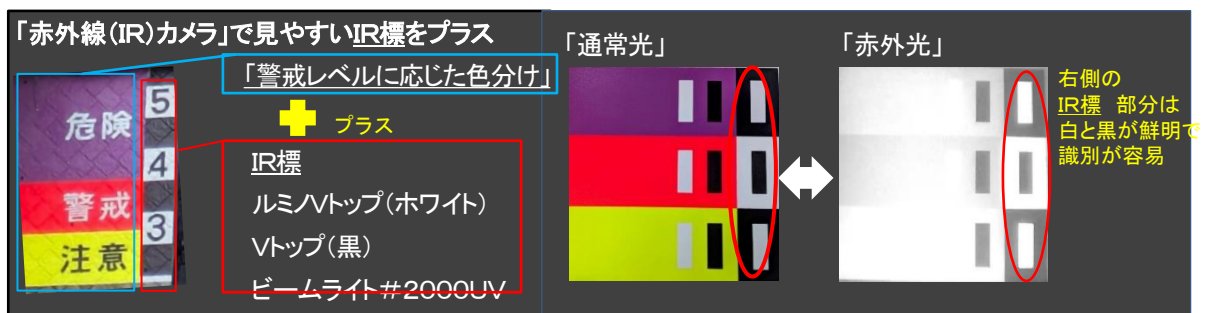 「赤外線(IR)カメラ」で見やすいIR標をプラス
「警戒レベルに応じた色分け」
プラス
IR標
ルミノVトップ(ホワイト)
Vトップ(黒)
ビームライト#2000UV
危険
警戒
注意
5
4
3
「通常光」
「赤外光」
右側の
IR標 部分は
白と黒が鮮明で
識別が容易